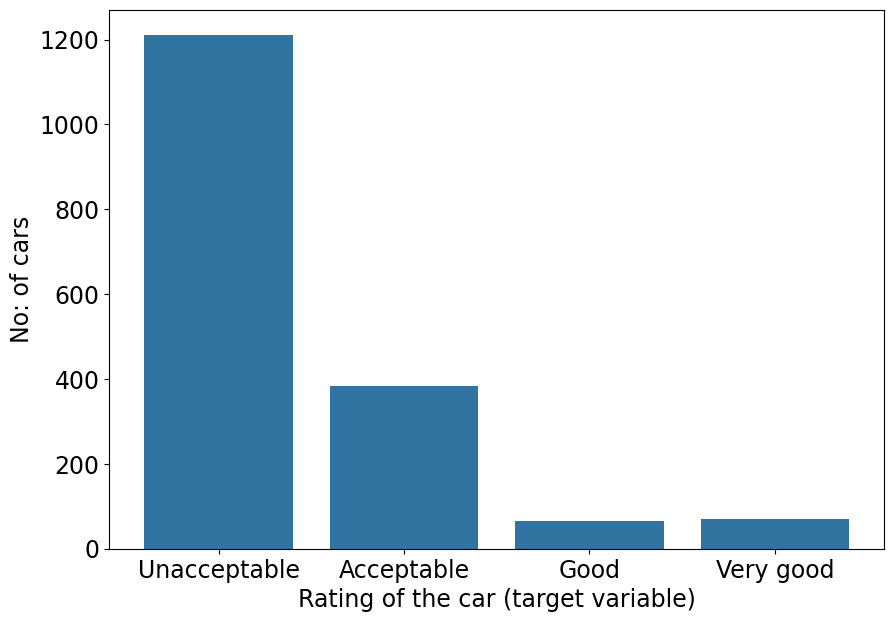 1200
1000
800
600
400
200
0
No: of cars
Unacceptable Acceptable Good Very good
Rating of the car (target variable)